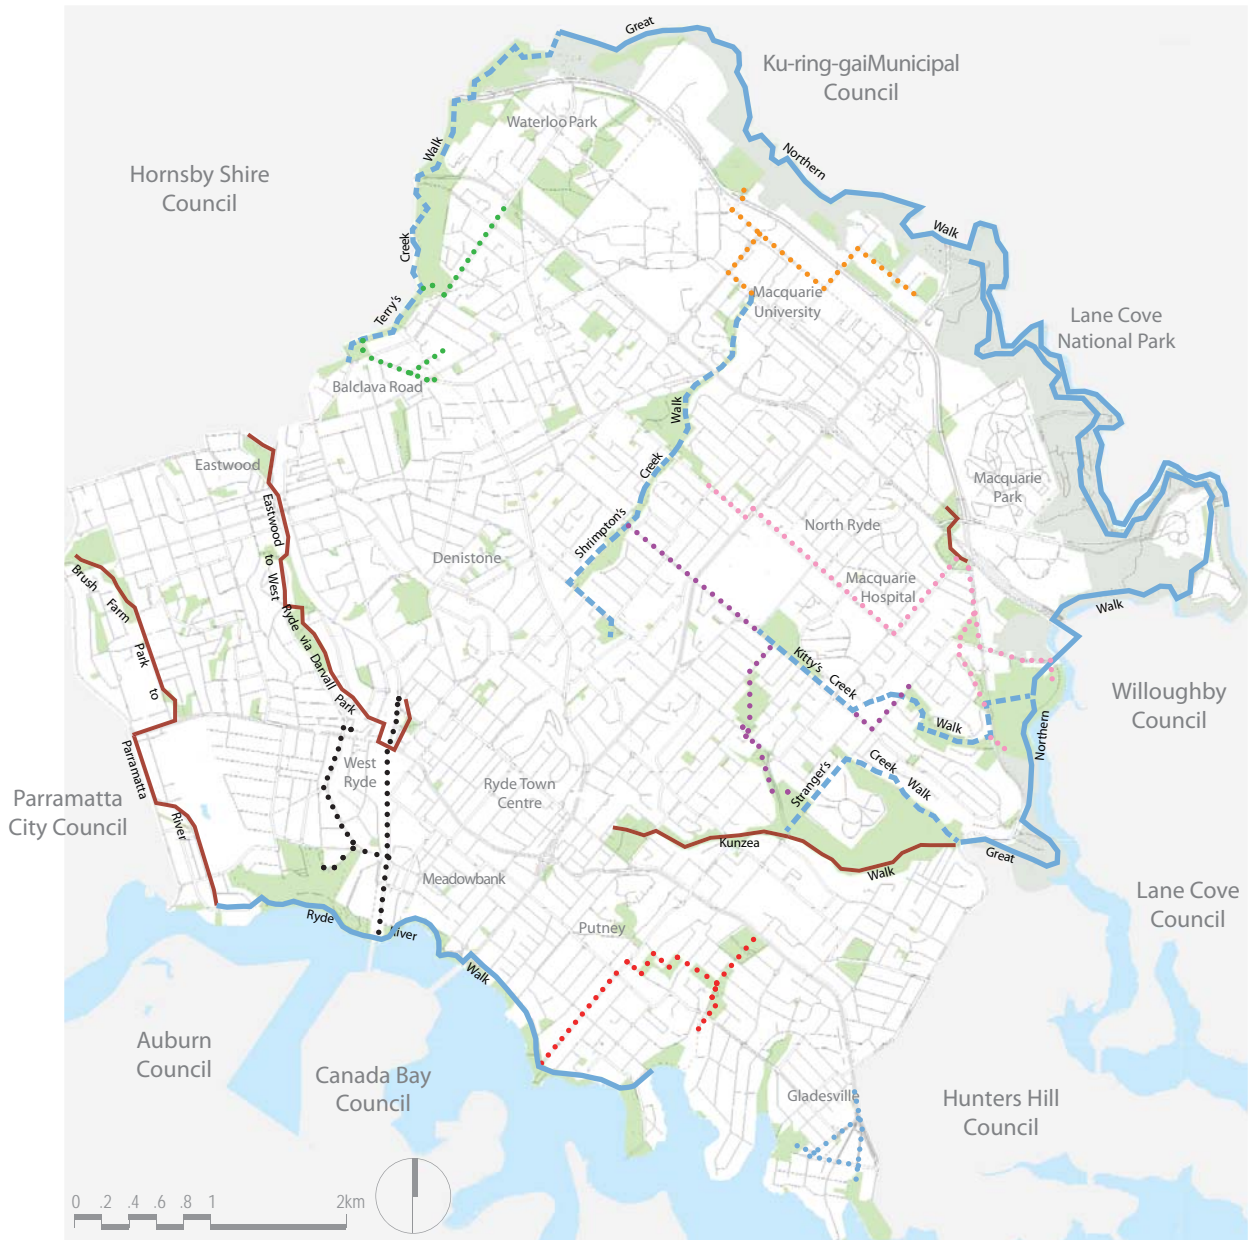 Great
Ku-ring-gaiMunicipal
Council
Waterloo Park
Walk
Northern
Hornsby Shire
Council
Walk
Creek
Terry's
Macquarie
University
Lane Cove
National Park
Balclava Road
Walk
Eastwood
Creek
Macquarie
Park
Eastwood
to West
Ryde via Darvall Park
Shrimpton's
North Ryde
Denistone
Brush
Farm
Park
to
Parramatta
River
Macquarie
Hospital
Walk
Kitty's
Creek
Walk
Willoughby
Council
Northern
West
Ryde
Ryde Town
Centre
Stranger's
Creek
Walk
Parramatta
City Council
Kunzea
Walk
Great
Meadowbank
Lane Cove
Council
Ryde
River
Walk
Putney
Auburn
Council
Canada Bay
Council
Gladesville
Hunters Hill
Council
0 .2 .4 .6 .8 1 2km